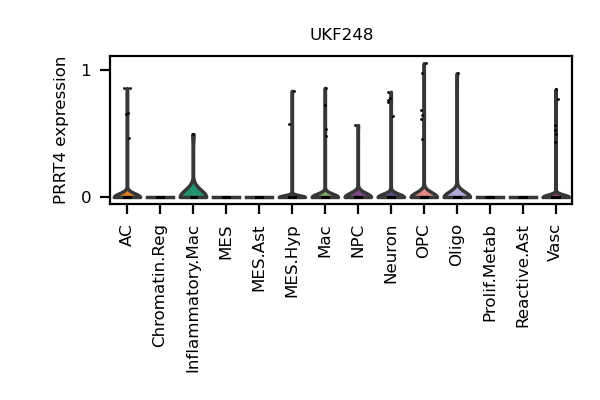 UKF248
PRRT4 expression
1
0
AC
Chromatin.Reg
Inflammatory.Mac
MES
MES.Ast
MES.Hyp
Mac
NPC
Neuron
OPC
Oligo
Prolif.Metab
Reactive.Ast
Vasc